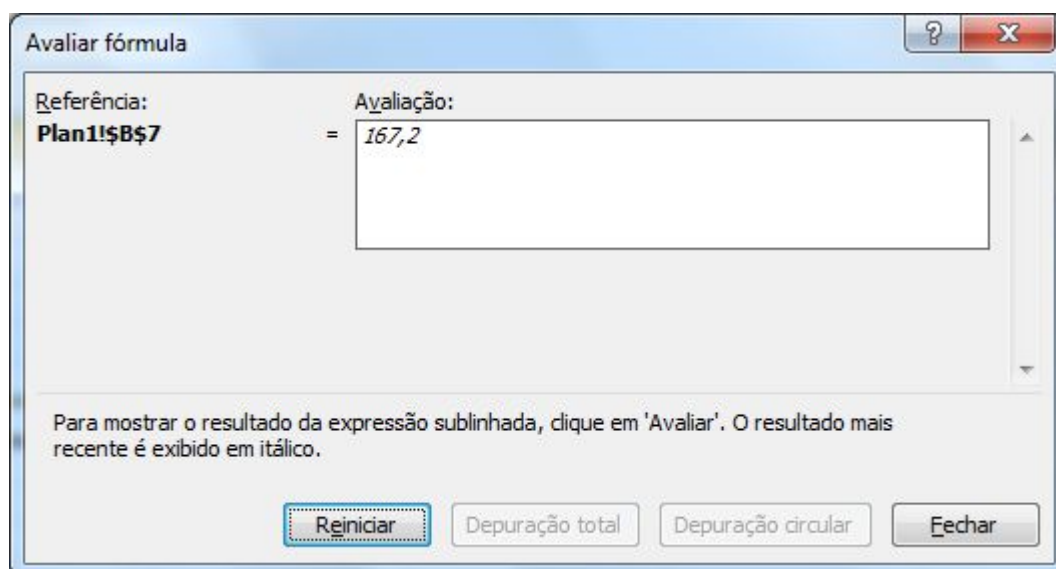 Avaliar fórmula
Referência:
Avaliação:
Plan1!$B$7
=
167,2
Para mostrar o resultado da expressão sublinhada, clique em 'Avaliar'. O resultado mais
recente é exibido em itálico.
Reiniciar
Depuração total
Depuração circular
Fechar